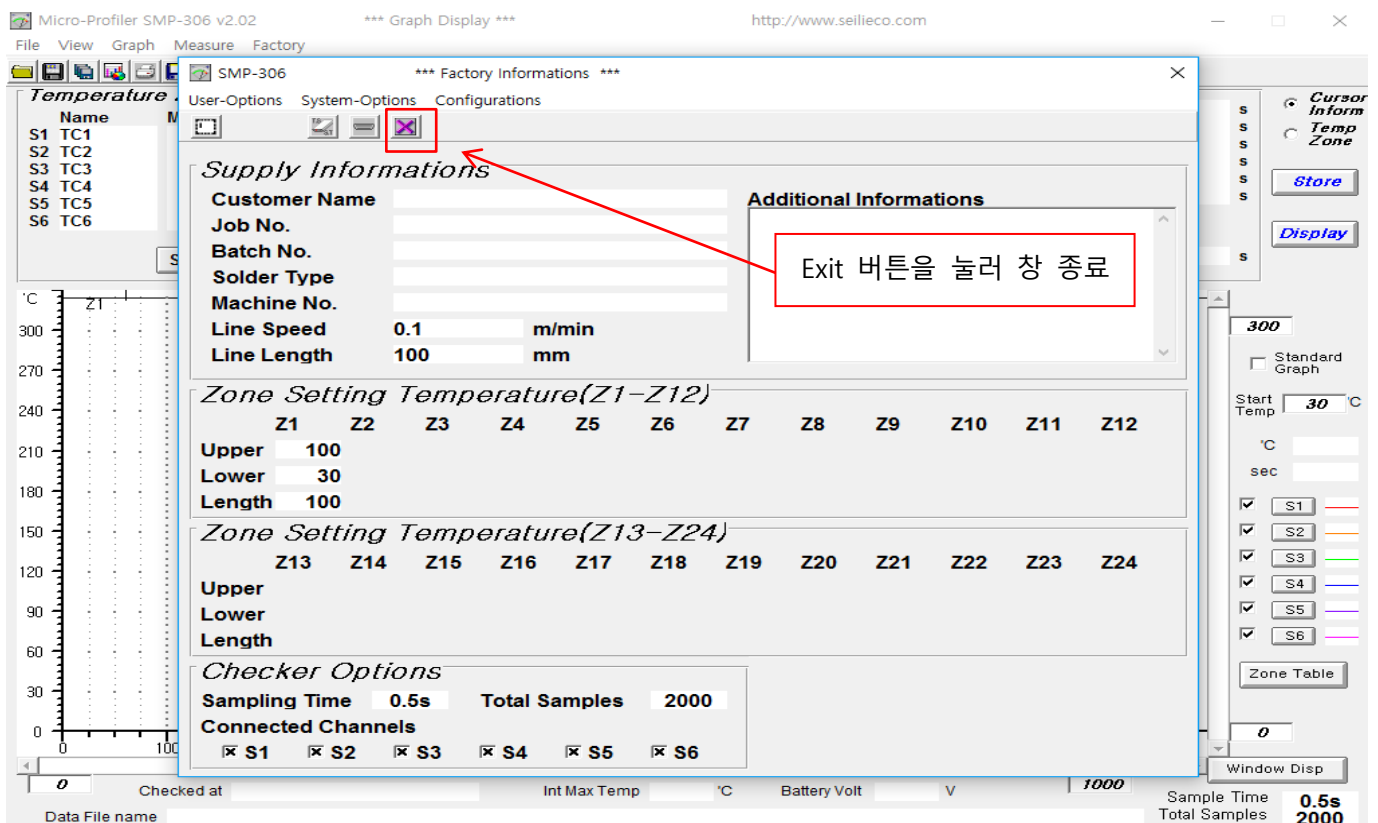 Micro-Profiler SMP-306 v2.02 *** Graph Display *** http://www.seilieco.com
File View Graph Measure Factory
SMP-306 *** Factory Informations ***
User-Options System-Options Configurations
Temperature
Name
S1 TC1
S2 TC2
S3 TC3
S4 TC4
S5 TC5
S6 TC6
Supply Informations
Customer Name
Job No.
Batch No.
Solder Type
Machine No.
Line Speed 0.1 m/min
Line Length 100 mm
Additional Informations
Exit 버튼을 눌러 창 종료
Zone Setting Temperature(Z1-Z12)
Z1 Z2 Z3 Z4 Z5 Z6 Z7 Z8 Z9 Z10 Z11 Z12
Upper 100
Lower 30
Length 100
Zone Setting Temperature(Z13-Z24)
Z13 Z14 Z15 Z16 Z17 Z18 Z19 Z20 Z21 Z22 Z23 Z24
Upper
Lower
Length
Checker Options
Sampling Time 0.5s Total Samples 2000
Connected Channels
S1 S2 S3 S4 S5 S6
s
s
s
s
s
s
s
Cursor
Inform
Temp
Zone
Store
Display
°C
Z1
300
270
240
210
180
150
120
90
60
30
0
0 100
300
Standard
Graph
Start
Temp 30 °C
°C
sec
S1
S2
S3
S4
S5
S6
Zone Table
0
Window Disp
0
1000
Checked at Int Max Temp °C Battery Volt V
Data File name
Sample Time 0.5s
Total Samples 2000